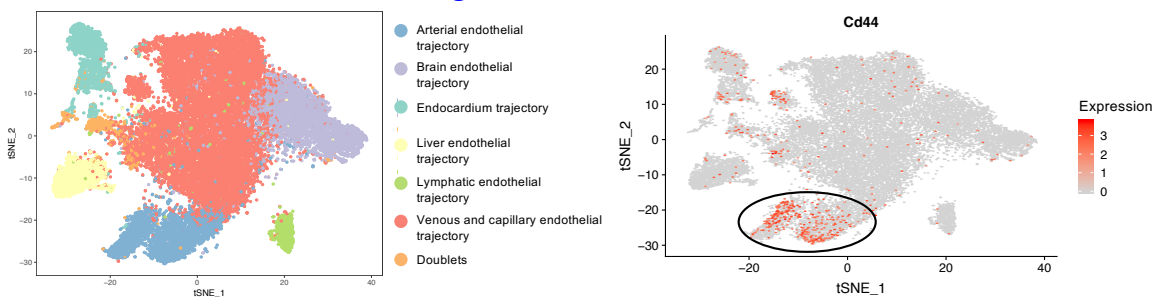 20
10
0
−10
−20
−30
tSNE_2
−20
0
20
40
tSNE_1
Arterial endothelial
trajectory
Brain endothelial
trajectory
Endocardium trajectory
Liver endothelial
trajectory
Lymphatic endothelial
trajectory
Venous and capillary endothelial
trajectory
Doublets
Cd44
20
10
0
−10
−20
−30
tSNE_2
−20
0
20
40
tSNE_1
Expression
3
2
1
0